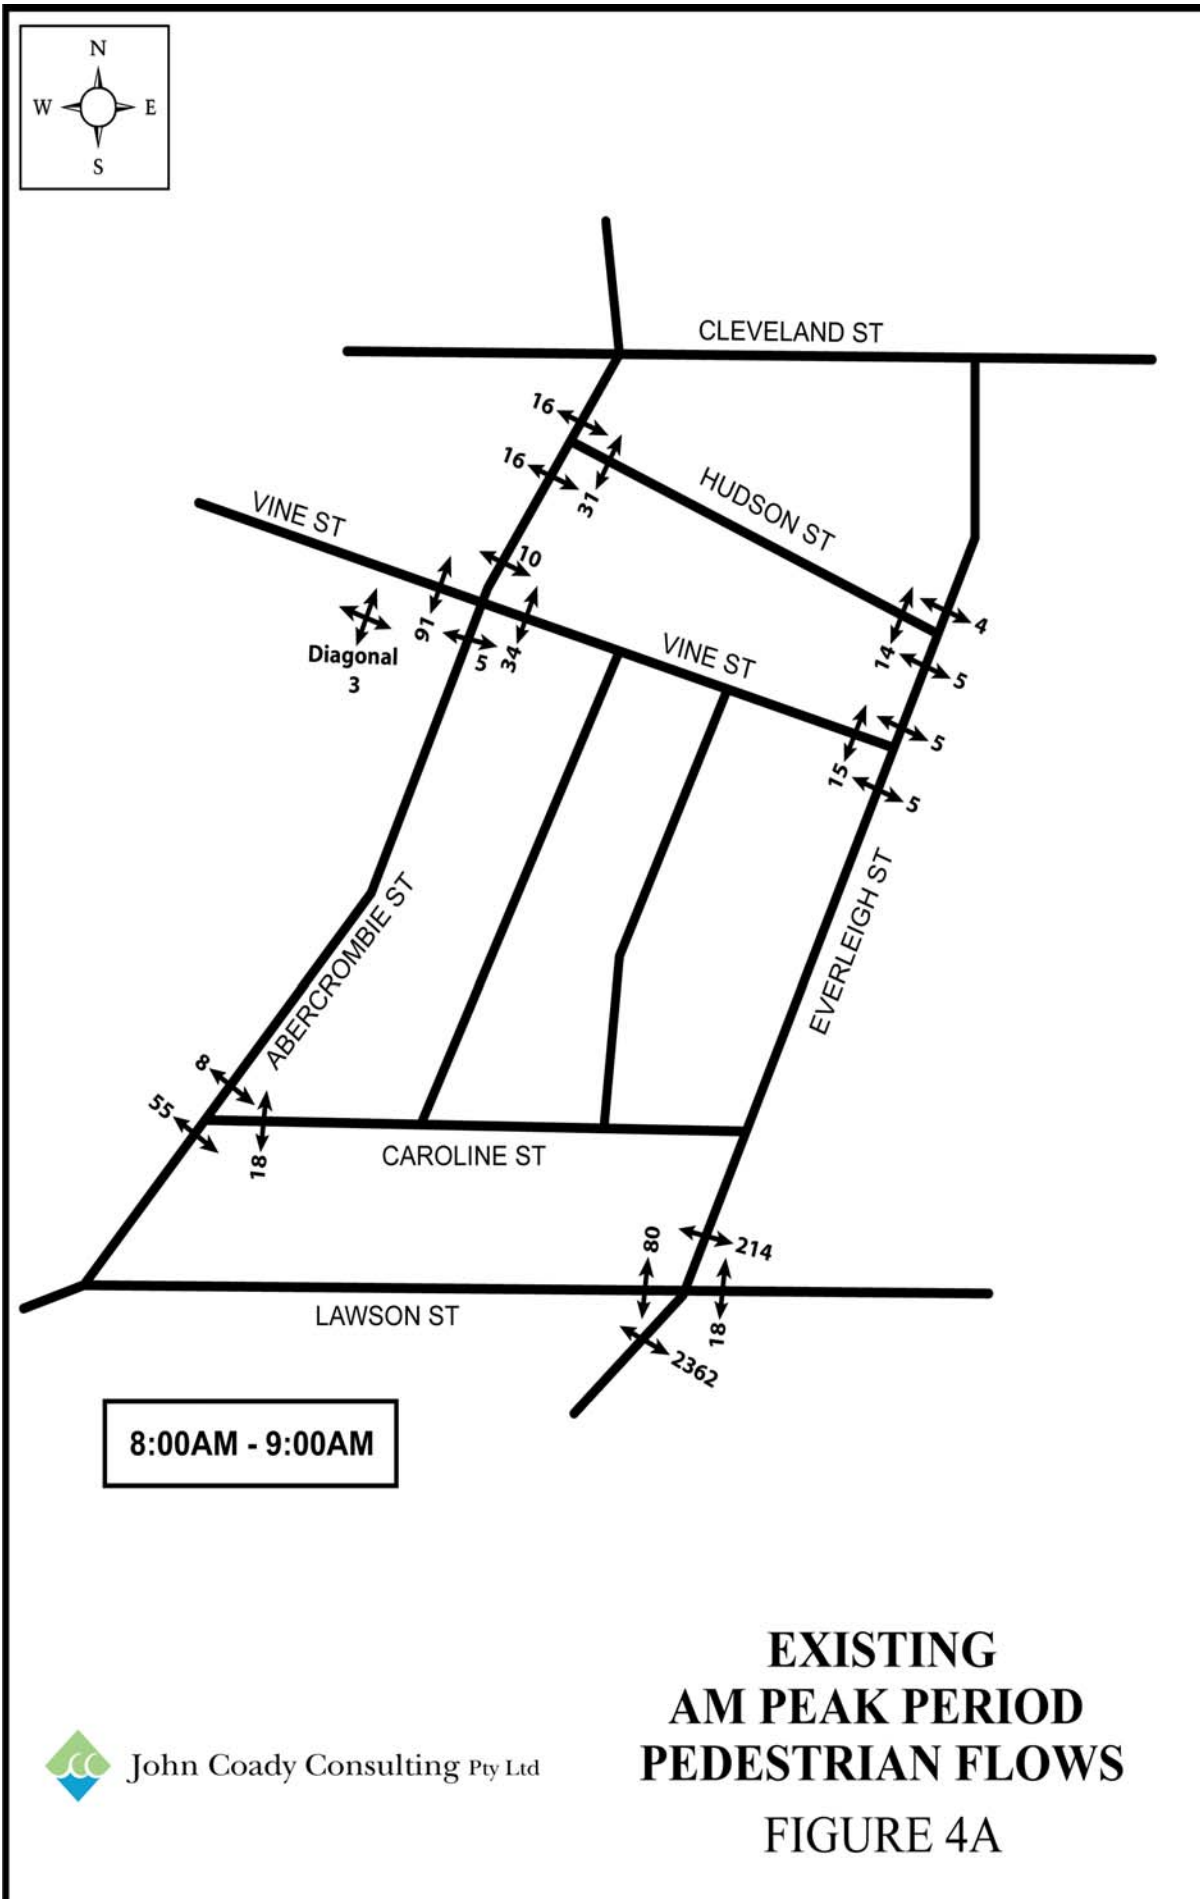 N
W E
S
CLEVELAND ST
16
16
31
HUDSON ST
VINE ST
10
91
Diagonal
3
5
34
VINE ST
4
14
5
5
15
5
EVERLEIGH ST
ABERCROMBIE ST
8
55
18
CAROLINE ST
80
214
LAWSON ST
18
2362
8:00AM - 9:00AM
EXISTING
AM PEAK PERIOD
PEDESTRIAN FLOWS
FIGURE 4A
JCC
John Coady Consulting Pty Ltd